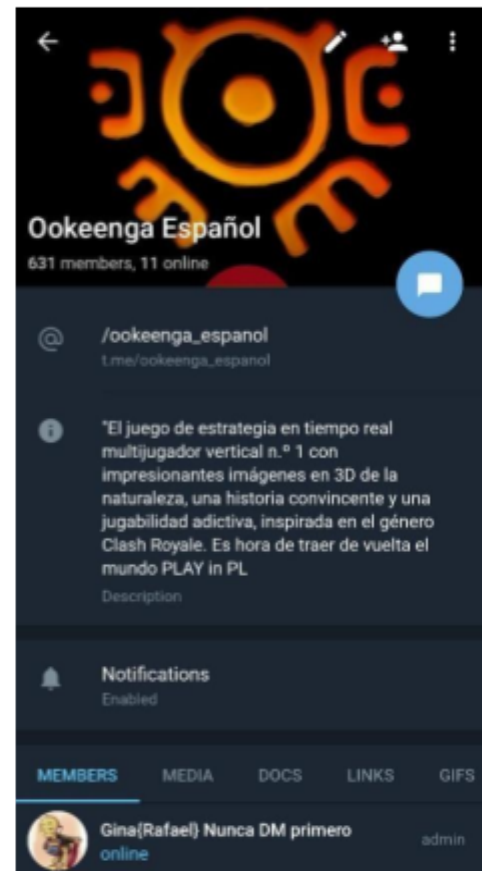 Ookeenga Español
631 members, 11 online
@
/ookeenga_espanol
t.me/ookeenga_espanol
"El juego de estrategia en tiempo real
multijugador vertical n.º 1 con
impresionantes imágenes en 3D de la
naturaleza, una historia convincente y una
jugabilidad adictiva, inspirada en el género
Clash Royale. Es hora de traer de vuelta el
mundo PLAY in PL
Description
Notifications
Enabled
MEMBERS MEDIA DOCS LINKS GIFS
Gina{Rafael} Nunca DM primero admin
online